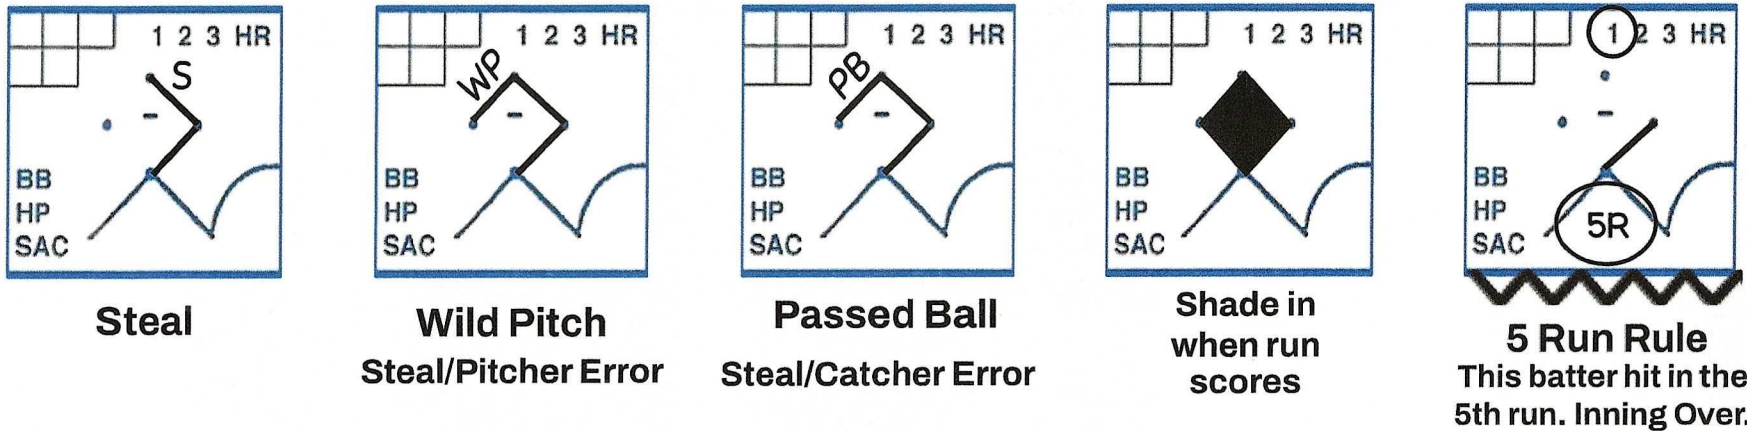 1 2 3 HR
S
-
BB
HP
SAC
Steal
1 2 3 HR
WP
-
BB
HP
SAC
Wild Pitch
Steal/Pitcher Error
1 2 3 HR
PB
-
BB
HP
SAC
Passed Ball
Steal/Catcher Error
1 2 3 HR
BB
HP
SAC
Shade in
when run
scores
1 2 3 HR
-
BB
HP
SAC
5R
5 Run Rule
This batter hit in the
5th run. Inning Over.